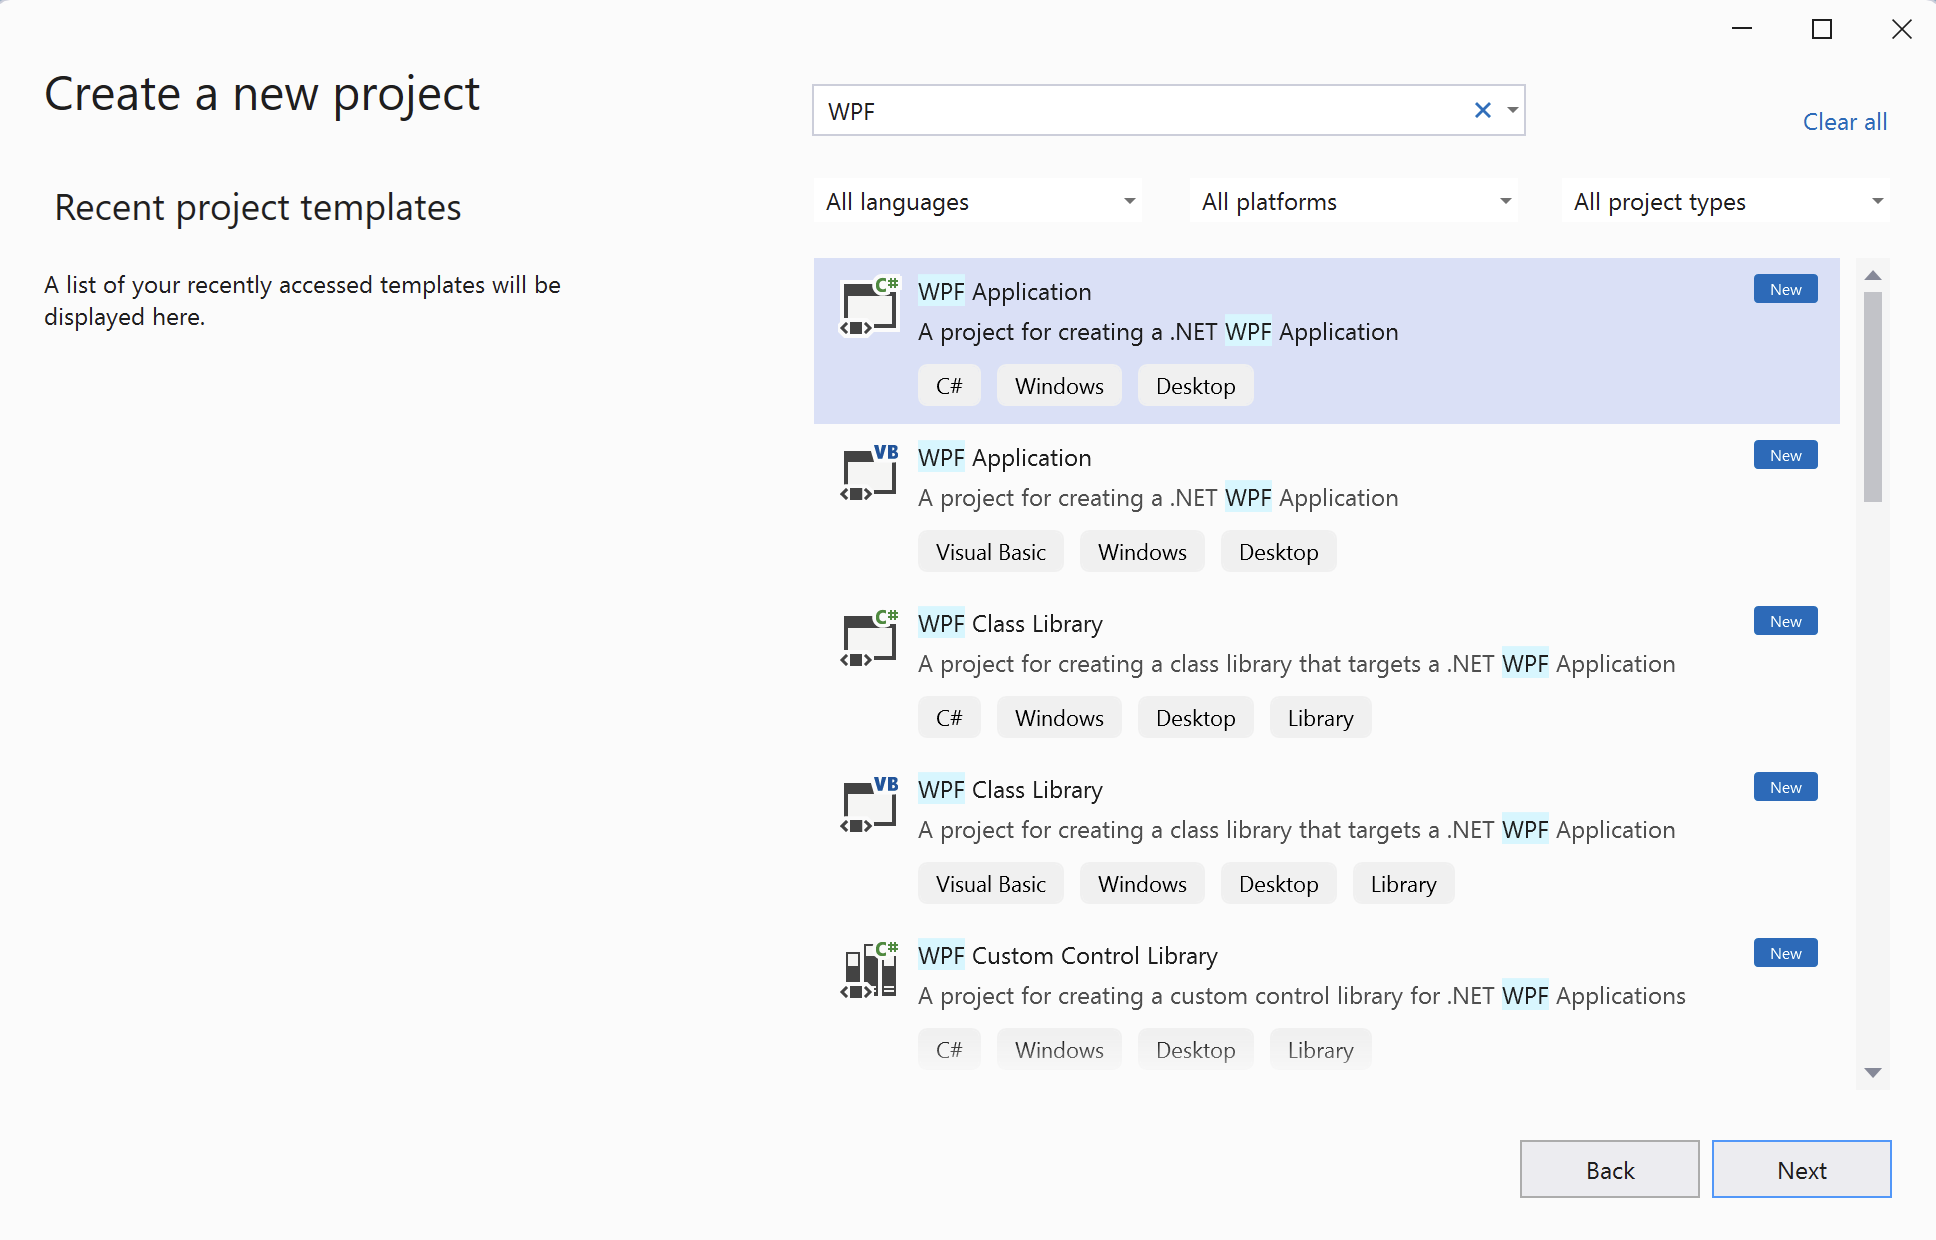 Create a new project
WPF
Clear all
Recent project templates
All languages
All platforms
All project types
A list of your recently accessed templates will be
displayed here.
C#
WPF Application
New
A project for creating a .NET WPF Application
C# Windows Desktop
VB
WPF Application
New
A project for creating a .NET WPF Application
Visual Basic Windows Desktop
C#
WPF Class Library
New
A project for creating a class library that targets a .NET WPF Application
C# Windows Desktop Library
VB
WPF Class Library
New
A project for creating a class library that targets a .NET WPF Application
Visual Basic Windows Desktop Library
C#
WPF Custom Control Library
New
A project for creating a custom control library for .NET WPF Applications
C# Windows Desktop Library
Back
Next